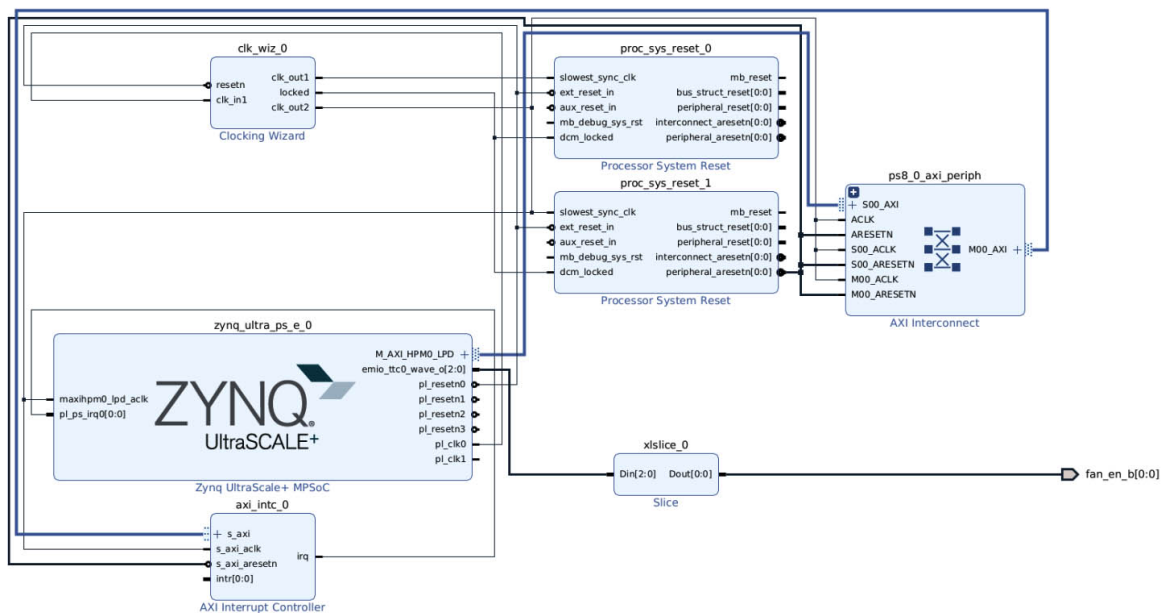 clk_wiz_0
resetn
clk_in1
clk_out1
locked
clk_out2
Clocking Wizard
proc_sys_reset_0
slowest_sync_clk
ext_reset_in
aux_reset_in
mb_debug_sys_rst
dcm_locked
mb_reset
bus_struct_reset[0:0]
peripheral_reset[0:0]
interconnect_aresetn[0:0]
peripheral_aresetn[0:0]
Processor System Reset
proc_sys_reset_1
slowest_sync_clk
ext_reset_in
aux_reset_in
mb_debug_sys_rst
dcm_locked
mb_reset
bus_struct_reset[0:0]
peripheral_reset[0:0]
interconnect_aresetn[0:0]
peripheral_aresetn[0:0]
Processor System Reset
ps8_0_axi_periph
S00_AXI
ACLK
ARESETN
S00_ACLK
S00_ARESETN
M00_ACLK
M00_ARESETN
M00_AXI
AXI Interconnect
zynq_ultra_ps_e_0
maxihpm0_lpd_aclk
pl_ps_irq0[0:0]
ZYNQ
UltraSCALE+
M_AXI_HPM0_LPD
emio_ttc0_wave_o[2:0]
pl_resetn0
pl_resetn1
pl_resetn2
pl_resetn3
pl_clk0
pl_clk1
Zynq UltraScale+ MPSoC
xlslice_0
Din[2:0]
Dout[0:0]
Slice
fan_en_b[0:0]
axi_intc_0
s_axi
s_axi_aclk
s_axi_aresetn
intr[0:0]
irq
AXI Interrupt Controller